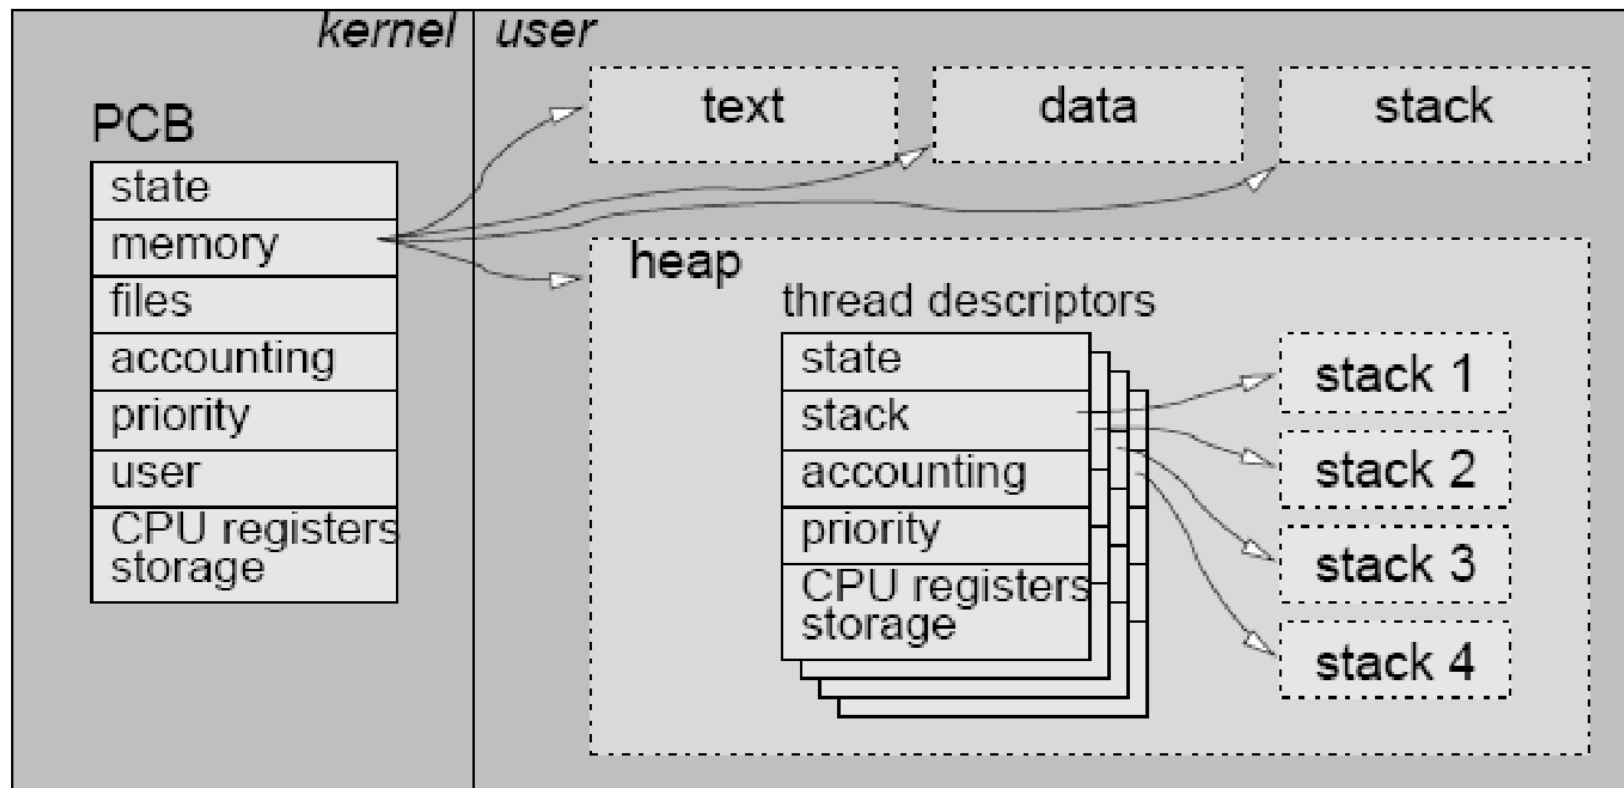 kernel user
PCB
state
memory
files
accounting
priority
user
CPU registers
storage
text
data
stack
heap
thread descriptors
state
stack
accounting
priority
CPU registers
storage
stack 1
stack 2
stack 3
stack 4